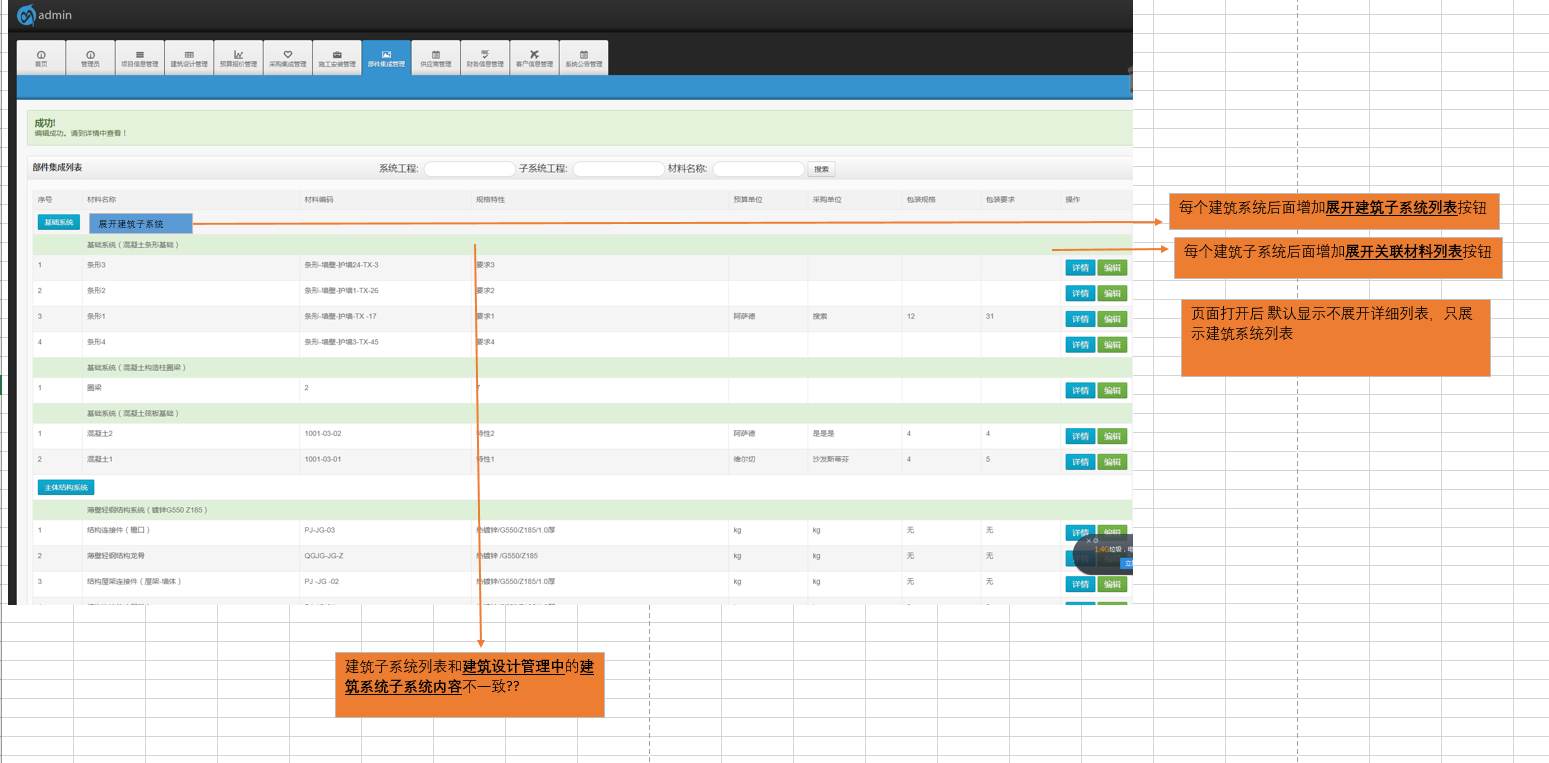 admin
首页 管理员 项目信息管理 建筑设计管理 预算报价管理 采购集成管理 施工安装管理 部件集成管理 供应商管理 财务信息管理 客户信息管理 系统公告管理
成功!
编辑成功。请到详情中查看！
部件集成列表 系统工程: 子系统工程: 材料名称: 搜索
序号 材料名称 材料编码 规格特性 预算单位 采购单位 包装规格 包装要求 操作
基础系统 展开建筑子系统
每个建筑系统后面增加展开建筑子系统列表按钮
基础系统（混凝土条形基础）
每个建筑子系统后面增加展开关联材料列表按钮
1 条形3 条形-墙壁-护墙24-TX-3 要求3 详情 编辑
2 条形2 条形-墙壁-护墙1-TX-26 要求2 详情 编辑
3 条形1 条形-墙壁-护墙-TX -17 要求1 阿萨德 搜索 12 31 详情 编辑
页面打开后 默认显示不展开详细列表，只展
示建筑系统列表
4 条形4 条形-墙壁-护墙3-TX-45 要求4 详情 编辑
基础系统（混凝土构造柱圈梁）
1 圈梁 2 7 详情 编辑
基础系统（混凝土筏板基础）
1 混凝土2 1001-03-02 特性2 阿萨德 是是是 4 4 详情 编辑
2 混凝土1 1001-03-01 特性1 维尔切 沙发斯蒂芬 4 5 详情 编辑
主体结构系统
薄壁轻钢结构系统（镀锌G550 Z185）
1 结构连接件（锄口） PJ-JG-03 热镀锌/G550/Z185/1.0厚 kg kg 无 无 详情 编辑
2 薄壁轻钢结构龙骨 QGJG-JG-Z 热镀锌 /G550/Z185 kg kg 无 无
1.4G垃圾，电
立
3 结构屋架连接件（屋架-墙体） PJ -JG -02 热镀锌/G550/Z185/1.0厚 kg kg 无 无 详情 编辑
建筑子系统列表和建筑设计管理中的建
筑系统子系统内容不一致??